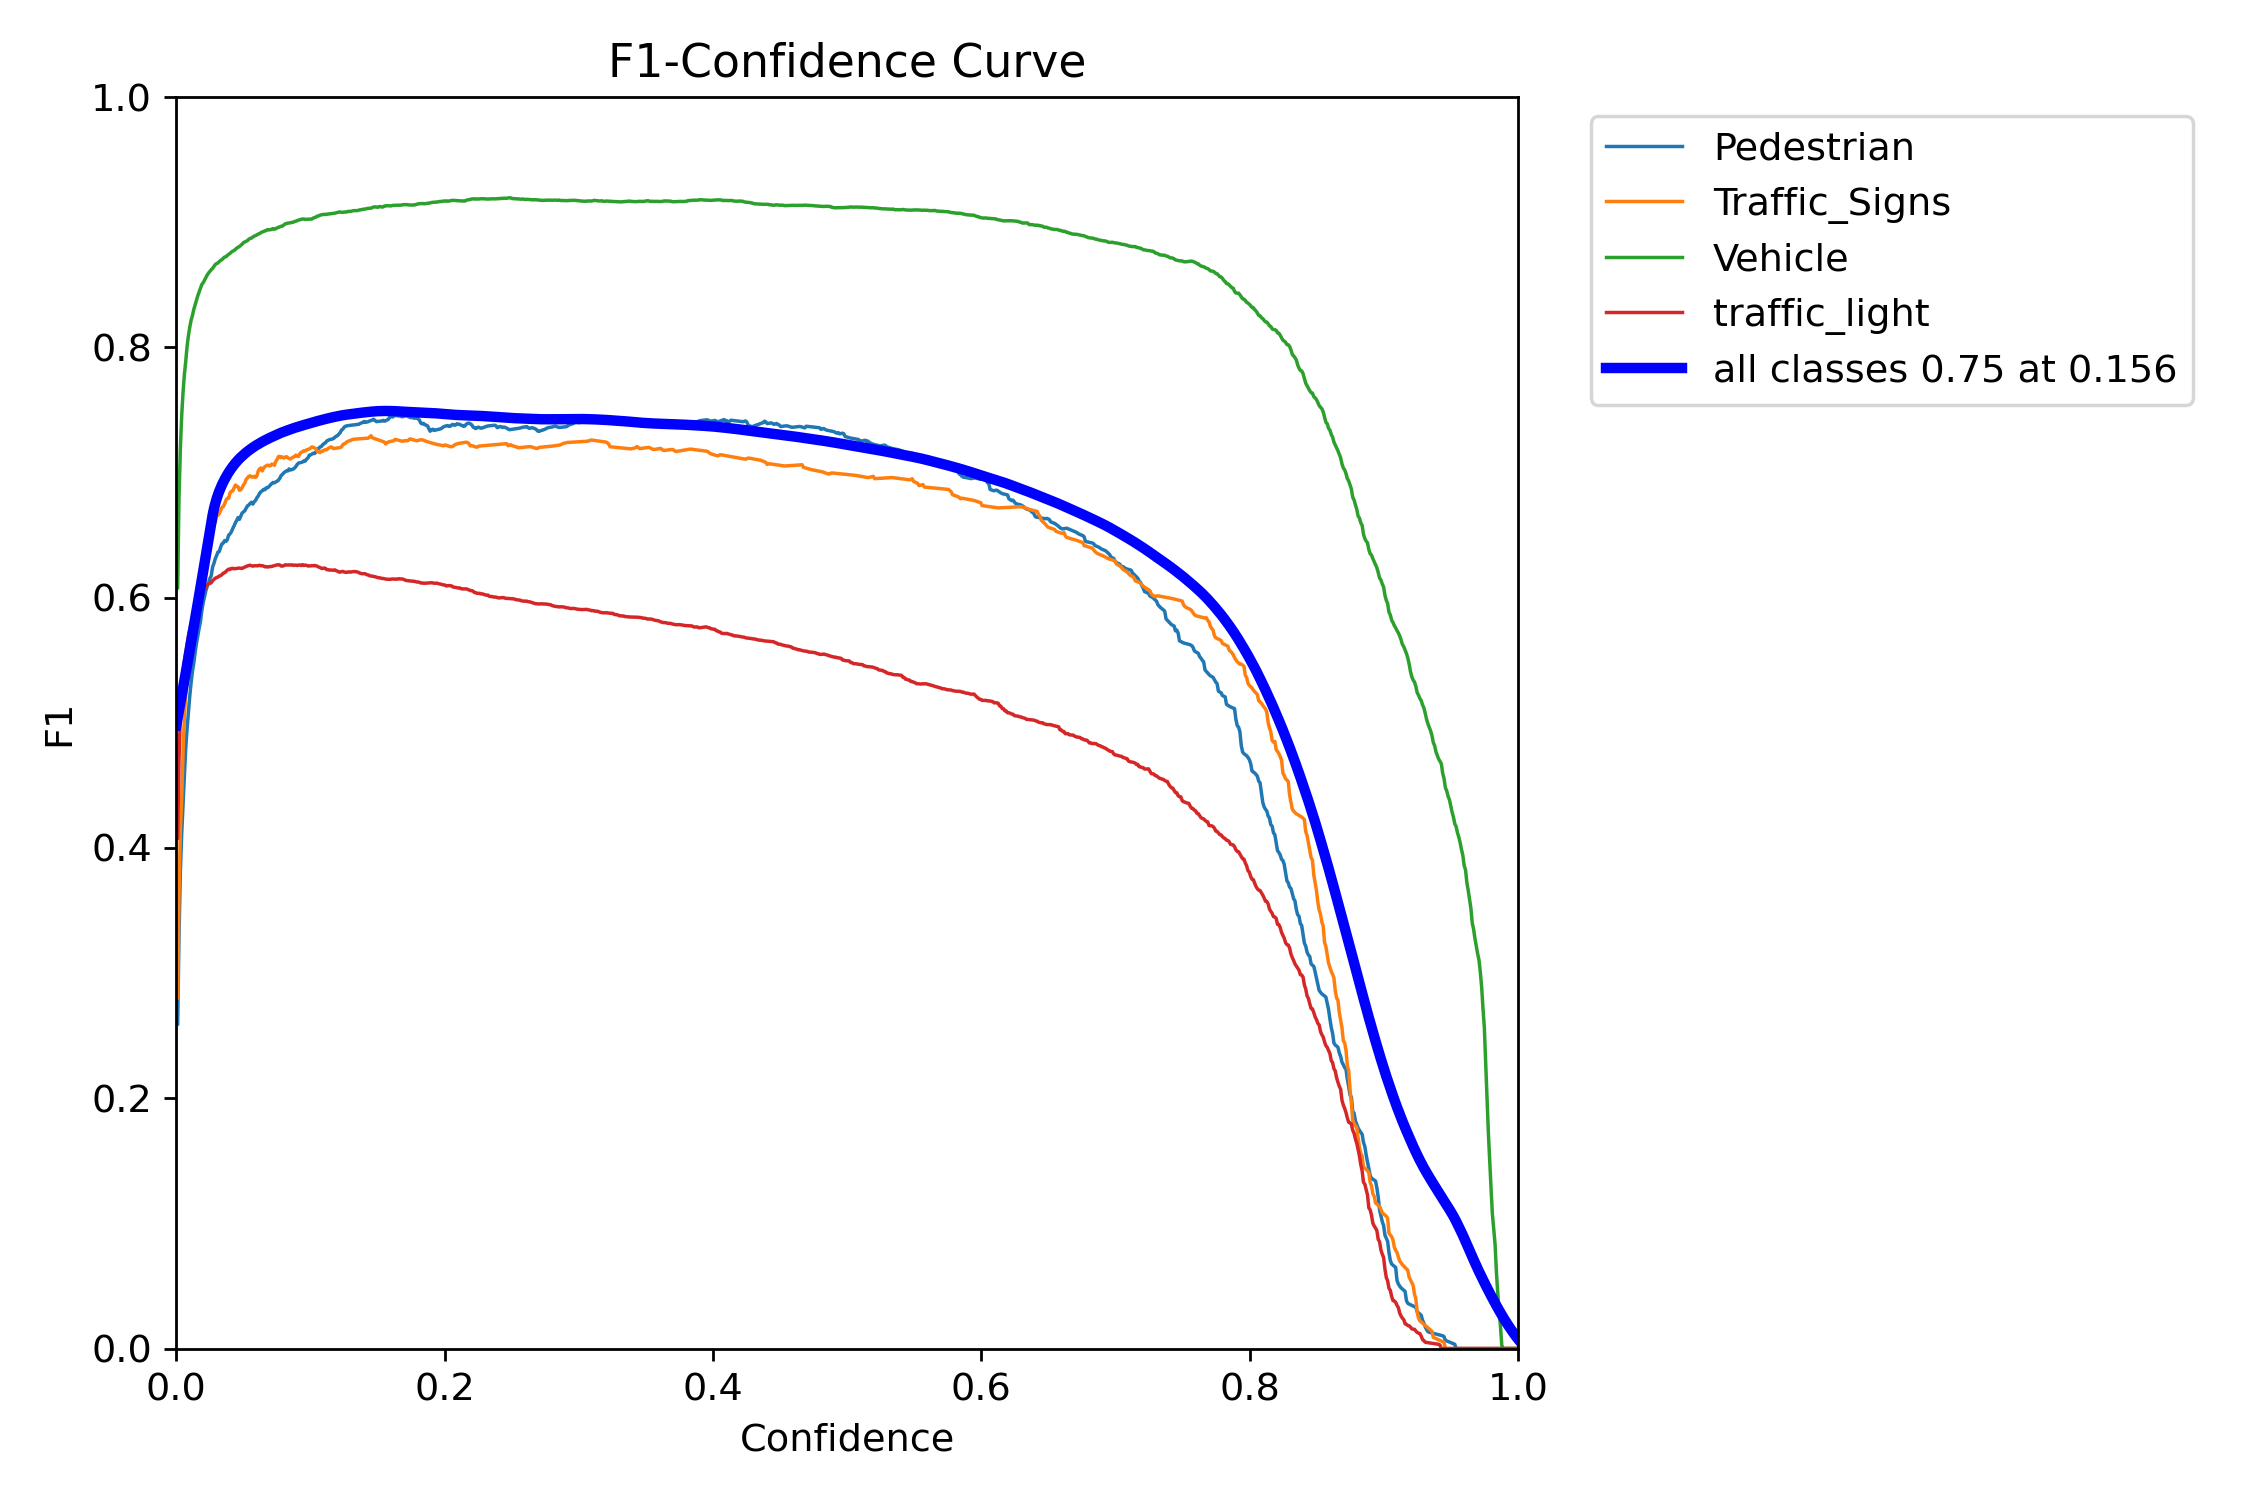 F1-Confidence Curve
1.0
0.8
0.6
0.4
0.2
0.0
F1
0.0 0.2 0.4 0.6 0.8 1.0
Confidence
Pedestrian
Traffic_Signs
Vehicle
traffic_light
all classes 0.75 at 0.156